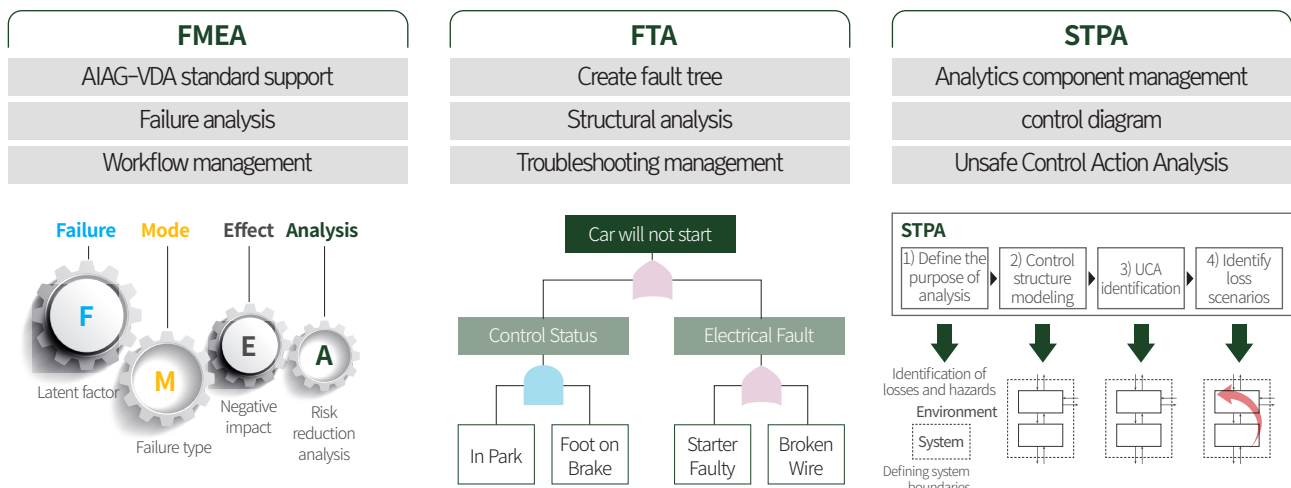 FMEA
AIAG-VDA standard support
Failure analysis
Workflow management
Failure
Mode
Effect
Analysis
F
M
E
A
Latent factor
Failure type
Negative
impact
Risk
reduction
analysis
FTA
Create fault tree
Structural analysis
Troubleshooting management
Car will not start
Control Status
Electrical Fault
In Park
Foot on
Brake
Starter
Faulty
Broken
Wire
STPA
Analytics component management
control diagram
Unsafe Control Action Analysis
STPA
1) Define the
purpose of
analysis
2) Control
structure
modeling
3) UCA
identification
4) Identify
loss
scenarios
Identification of
losses and hazards
Environment
System
Defining system
boundaries